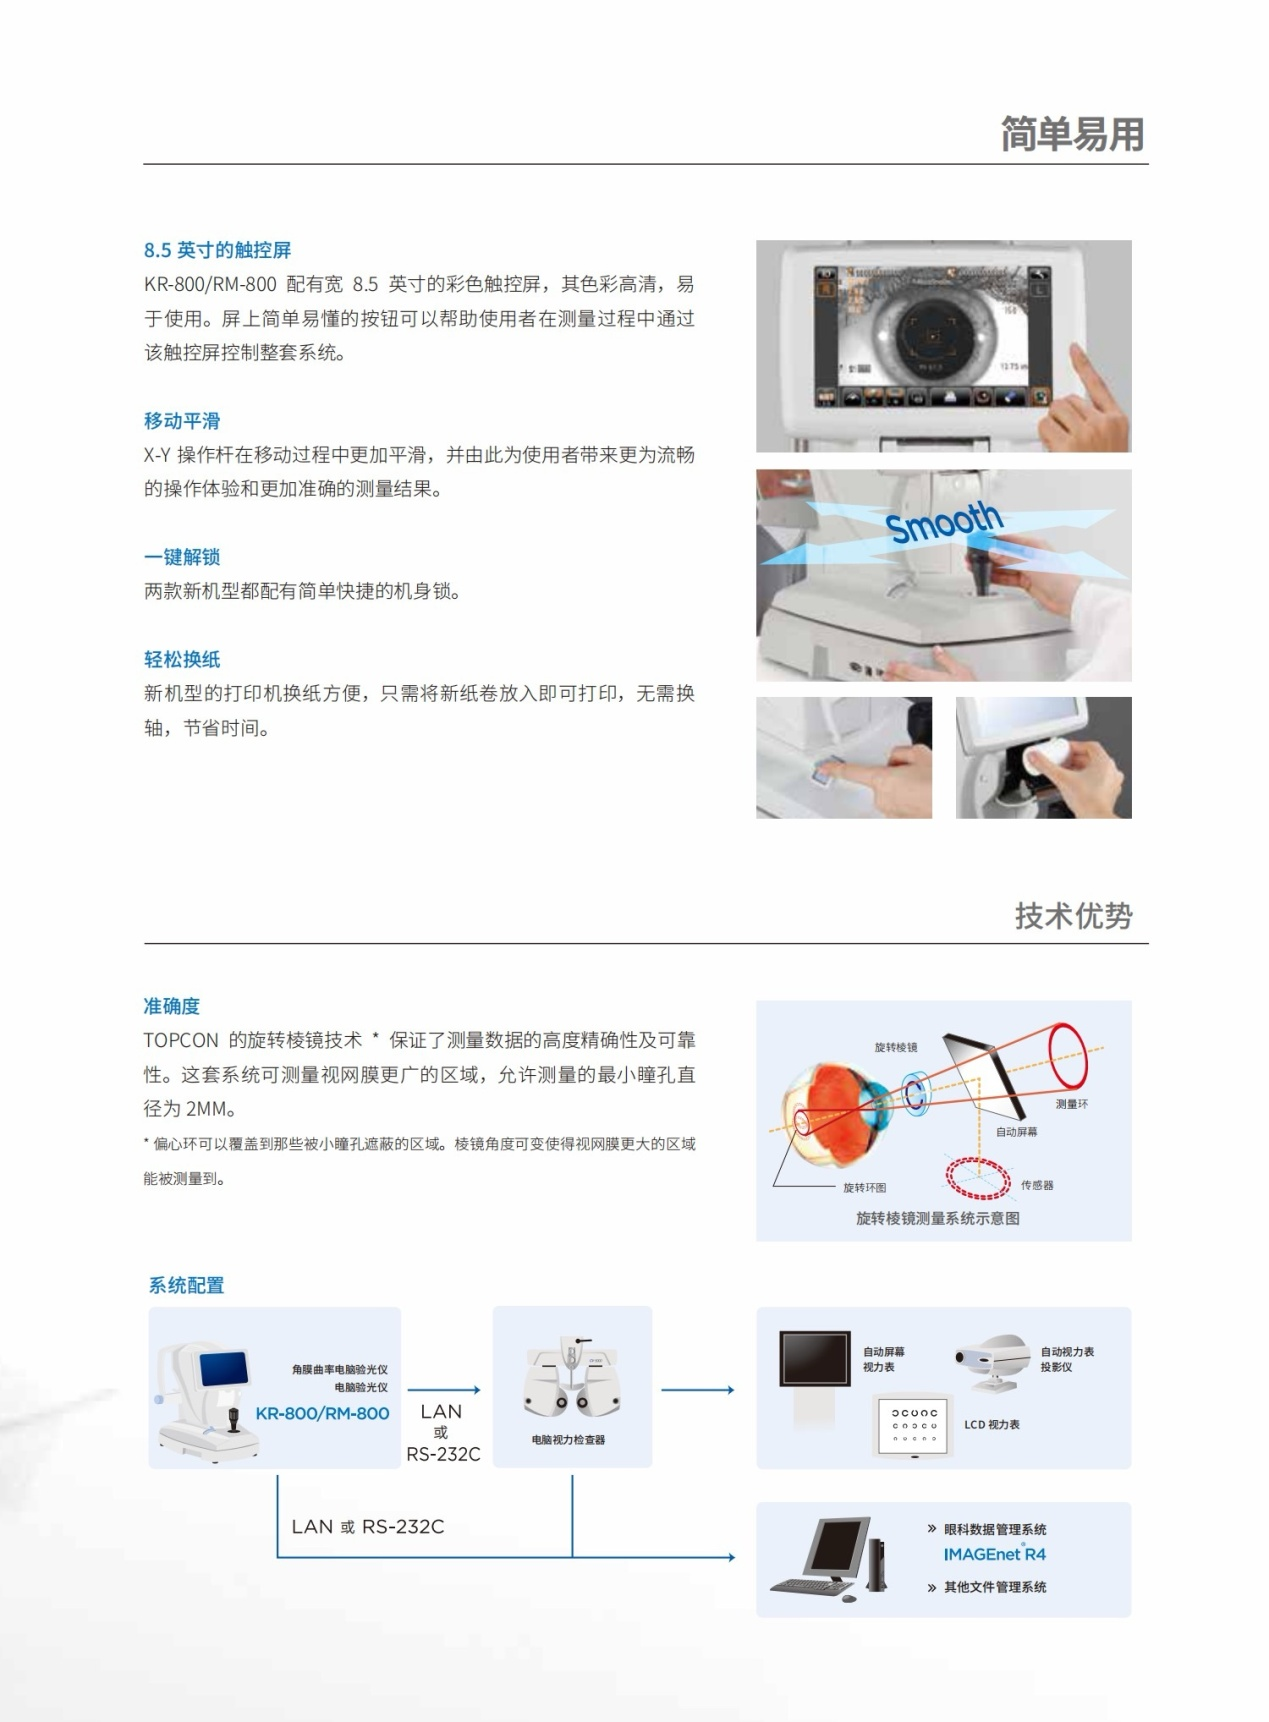 简单易用
8.5 英寸的触控屏
KR-800/RM-800 配有宽 8.5 英寸的彩色触控屏，其色彩高清，易
于使用。屏上简单易懂的按钮可以帮助使用者在测量过程中通过
该触控屏控制整套系统。
移动平滑
X-Y 操作杆在移动过程中更加平滑，并由此为使用者带来更为流畅
的操作体验和更加准确的测量结果。
Smooth
一键解锁
两款新机型都配有简单快捷的机身锁。
轻松换纸
新机型的打印机换纸方便，只需将新纸卷放入即可打印，无需换
轴，节省时间。
技术优势
准确度
TOPCON 的旋转棱镜技术 * 保证了测量数据的高度精确性及可靠
性。这套系统可测量视网膜更广的区域，允许测量的最小瞳孔直
径为 2MM。
* 偏心环可以覆盖到那些被小瞳孔遮蔽的区域。棱镜角度可变使得视网膜更大的区域
能被测量到。
旋转棱镜
测量环
自动屏幕
传感器
旋转环图
旋转棱镜测量系统示意图
系统配置
角膜曲率电脑验光仪
电脑验光仪
KR-800/RM-800
LAN
或
RS-232C
电脑视力检查器
自动屏幕
视力表
自动视力表
投影仪
LCD 视力表
LAN 或 RS-232C
» 眼科数据管理系统
IMAGEnet® R4
» 其他文件管理系统